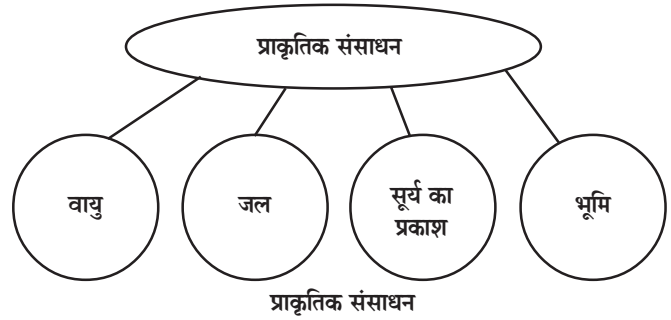 प्राकृतिक संसाधन
वायु
जल
सूर्य का
प्रकाश
भूमि
प्राकृतिक संसाधन